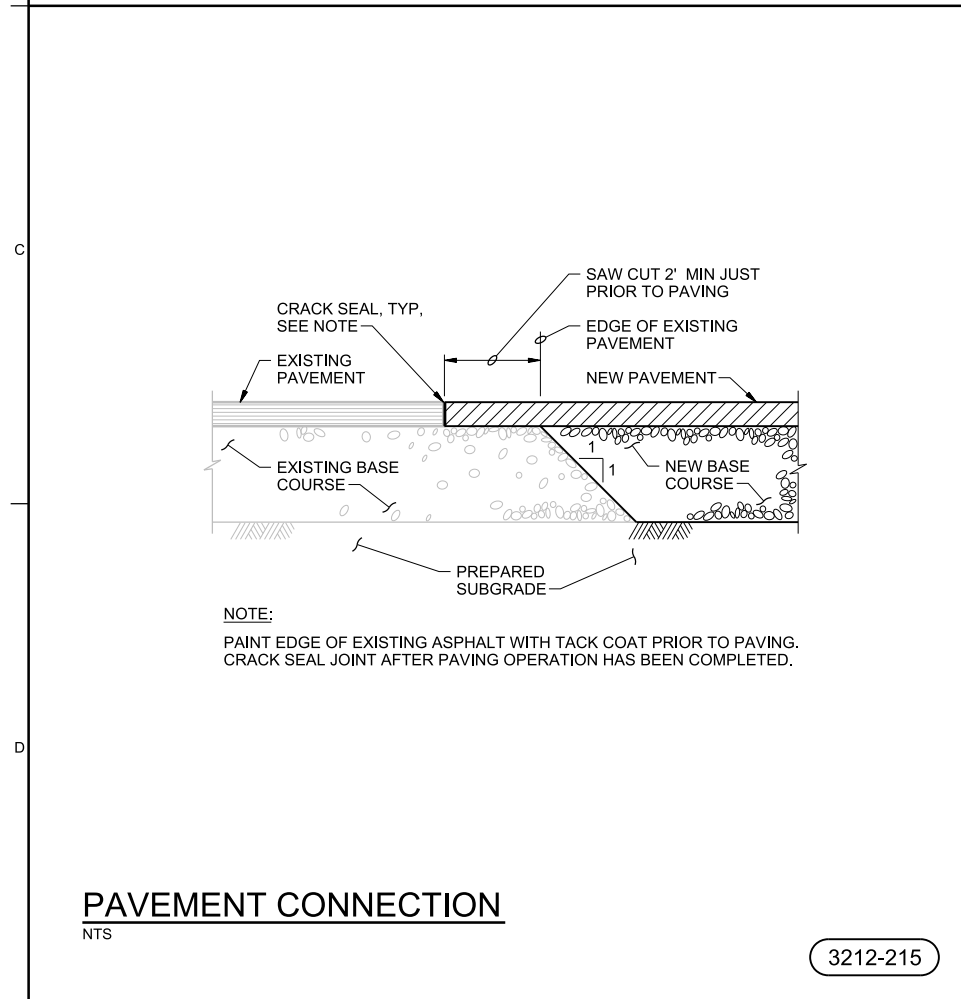 C
SAW CUT 2' MIN JUST
PRIOR TO PAVING
CRACK SEAL, TYP,
SEE NOTE
EDGE OF EXISTING
PAVEMENT
EXISTING
PAVEMENT
NEW PAVEMENT
1
1
EXISTING BASE
COURSE
NEW BASE
COURSE
PREPARED
SUBGRADE
NOTE:
PAINT EDGE OF EXISTING ASPHALT WITH TACK COAT PRIOR TO PAVING.
CRACK SEAL JOINT AFTER PAVING OPERATION HAS BEEN COMPLETED.
D
PAVEMENT CONNECTION
NTS
3212-215